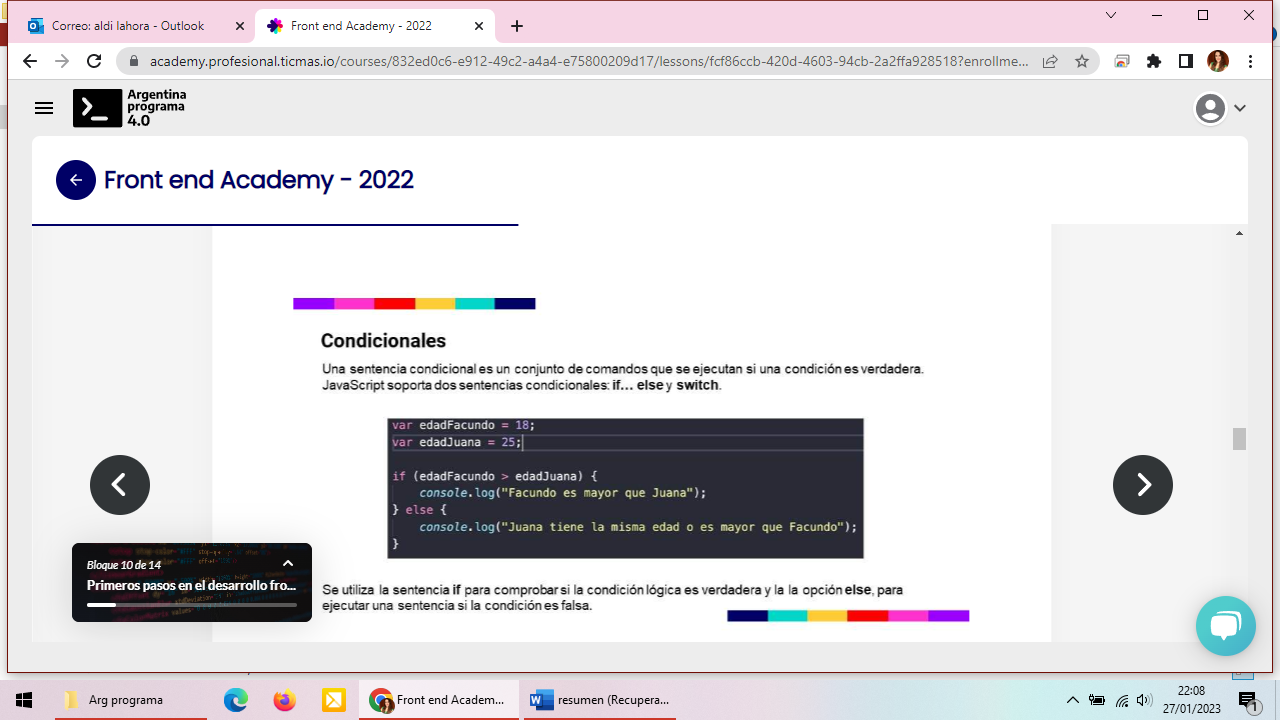 Correo: aldi lahora - Outlook
Front end Academy - 2022
academy.profesional.ticmas.io/courses/832ee0c6-e912-4925-a4a4-e75800209d17/lessons/fcf86ccb-420d-4603-94cb-2a2ffa928518?enrollme...
Argentina
programa
4.0
Front end Academy - 2022
Condicionales
Una sentencia condicional es un conjunto de comandos que se ejecutan si una condición es verdadera.
JavaScript soporta dos sentencias condicionales: if... else y switch.
var edadFacundo = 18;
var edadJuana = 25;
if (edadFacundo > edadJuana) {
console.log("Facundo es mayor que Juana");
} else {
console.log("Juana tiene la misma edad o es mayor que Facundo");
}
Bloque 10 de 14
Primeros pasos en el desarrollo fro...
Se utiliza la sentencia if para comprobar si la condición lógica es verdadera y la la opción else, para
ejecutar una sentencia si la condición es falsa.
Arg programa
Front end Academ...
resumen (Recupera...
22:08
27/01/2023
1